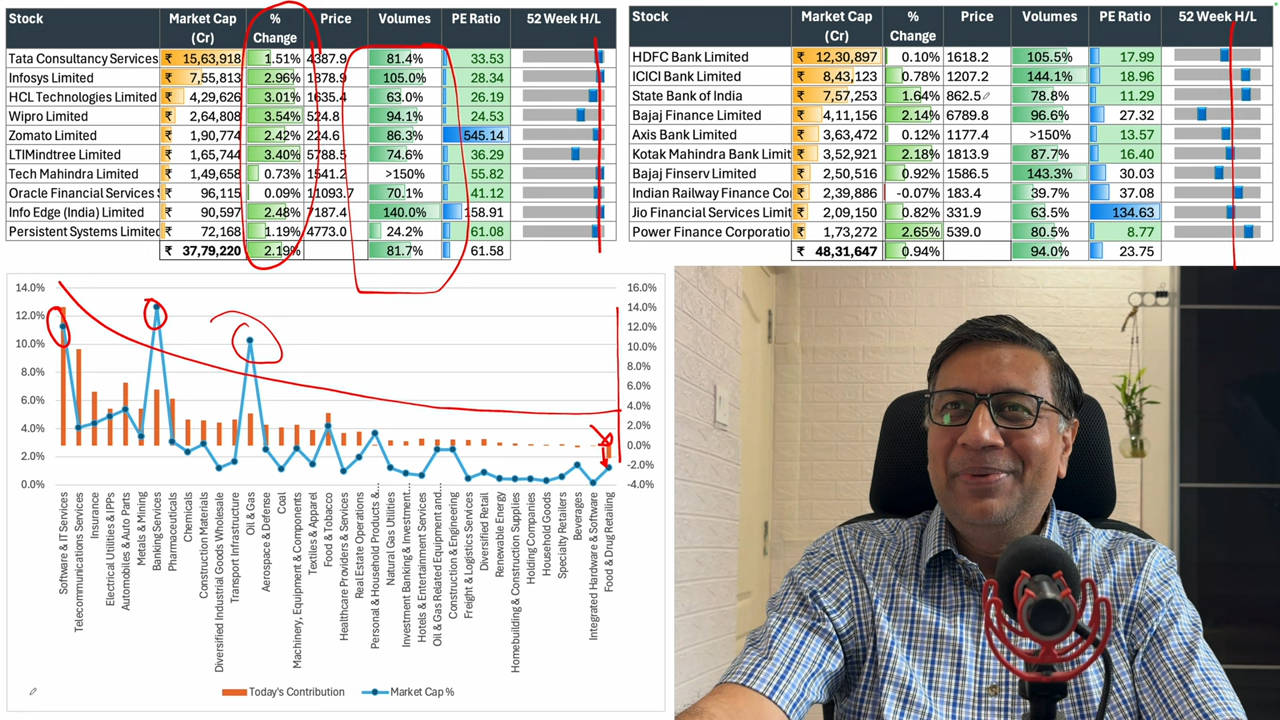 Stock Market Cap (Cr) % Change Price Volumes PE Ratio 52 Week H/L
Tata Consultancy Services ₹ 15,63,918 1.51% 4387.9 81.4% 33.53
Infosys Limited ₹ 7,55,813 2.96% 1878.9 105.0% 28.34
HCL Technologies Limited ₹ 4,29,626 3.01% 1635.4 63.0% 26.19
Wipro Limited ₹ 2,64,808 3.54% 524.8 94.1% 24.53
Zomato Limited ₹ 1,90,774 2.42% 224.6 86.3% 545.14
LTIMindtree Limited ₹ 1,65,744 3.40% 5788.5 74.6% 36.29
Tech Mahindra Limited ₹ 1,49,658 0.73% 1541.2 >150% 55.82
Oracle Financial Services S ₹ 96,115 0.09% 11093.7 70.1% 41.12
Info Edge (India) Limited ₹ 90,597 2.48% 7187.4 140.0% 158.91
Persistent Systems Limited ₹ 72,168 1.19% 4773.0 24.2% 61.08
₹ 37,79,220 2.19% 81.7% 61.58
Stock Market Cap (Cr) % Change Price Volumes PE Ratio 52 Week H/L
HDFC Bank Limited ₹ 12,30,897 0.10% 1618.2 105.5% 17.99
ICICI Bank Limited ₹ 8,43,123 0.78% 1207.2 144.1% 18.96
State Bank of India ₹ 7,57,253 1.64% 862.5 78.8% 11.29
Bajaj Finance Limited ₹ 4,11,156 2.14% 6789.8 96.6% 27.32
Axis Bank Limited ₹ 3,63,472 0.12% 1177.4 >150% 13.57
Kotak Mahindra Bank Limit ₹ 3,52,921 2.18% 1813.9 87.7% 16.40
Bajaj Finserv Limited ₹ 2,50,516 0.92% 1586.5 143.3% 30.03
Indian Railway Finance Co ₹ 2,39,886 -0.07% 183.4 39.7% 37.08
Jio Financial Services Limit ₹ 2,09,150 0.82% 331.9 63.5% 134.63
Power Finance Corporatio ₹ 1,73,272 2.65% 539.0 80.5% 8.77
₹ 48,31,647 0.94% 94.0% 23.75
14.0%
12.0%
10.0%
8.0%
6.0%
4.0%
2.0%
0.0%
16.0%
14.0%
12.0%
10.0%
8.0%
6.0%
4.0%
2.0%
0.0%
-2.0%
-4.0%
Software & IT Services
Telecommunications Services
Insurance
Electrical Utilities & IPPs
Automobiles & Auto Parts
Metals & Mining
Banking Services
Pharmaceuticals
Chemicals
Construction Materials
Diversified Industrial Goods Wholesale
Transport Infrastructure
Oil & Gas
Aerospace & Defense
Coal
Machinery, Equipment & Components
Textiles & Apparel
Food & Tobacco
Healthcare Providers & Services
Real Estate Operations
Personal & Household Products &...
Natural Gas Utilities
Investment Banking & Investment...
Hotels & Entertainment Services
Oil & Gas Related Equipment and...
Construction & Engineering
Freight & Logistics Services
Diversified Retail
Renewable Energy
Homebuilding & Construction Supplies
Holding Companies
Household Goods
Specialty Retailers
Beverages
Integrated Hardware & Software
Food & Drug Retailing
Today's Contribution Market Cap %